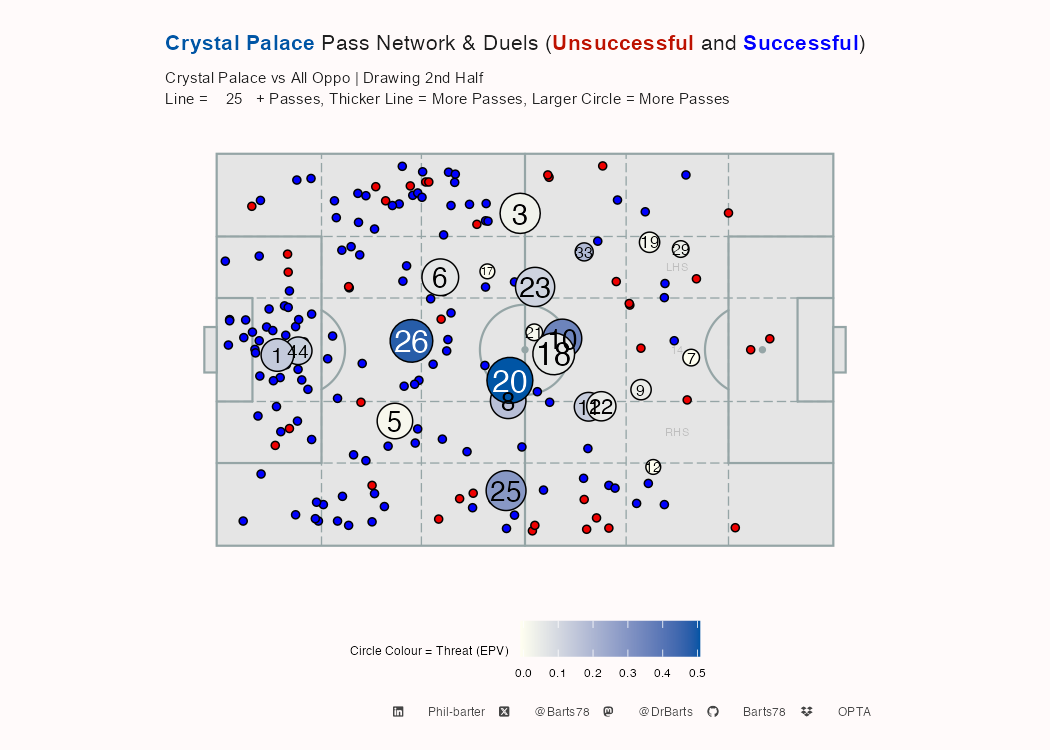 Crystal Palace Pass Network & Duels (Unsuccessful and Successful)
Crystal Palace vs All Oppo | Drawing 2nd Half
Line = 25 + Passes, Thicker Line = More Passes, Larger Circle = More Passes
3
19
29
33
LHS
17
6
23
21
10
26
18
1
44
7
20
8
9
22
5
RHS
12
25
Circle Colour = Threat (EPV)
0.0 0.1 0.2 0.3 0.4 0.5
Phil-barter @Barts78 @DrBarts Barts78 OPTA